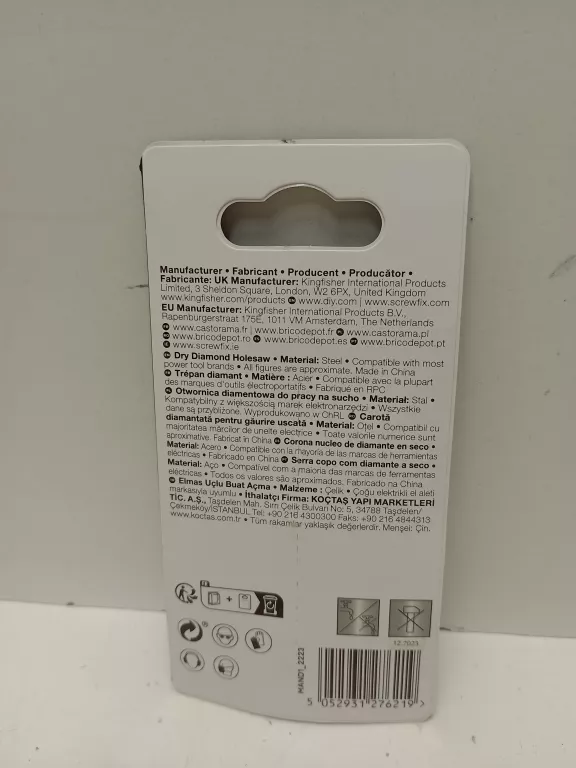 Manufacturer • Fabricant • Producent • Producător •
Fabricante: UK Manufacturer: Kingfisher International Products
Limited, 3 Sheldon Square, London, W2 6PX, United Kingdom
www.kingfisher.com/products www.diy.com | www.screwfix.com
EU Manufacturer: Kingfisher International Products B.V.,
Rapenburgerstraat 175E, 1011 VM Amsterdam, The Netherlands
www.castorama.fr | www.bricodepot.fr www.castorama.pl
www.bricodepot.ro www.bricodepot.es www.bricodepot.pt
www.screwfix.ie
Dry Diamond Holesaw • Material: Steel • Compatible with most
power tool brands • All figures are approximate. Made in China
Trépan diamant • Matière : Acier • Compatible avec la plupart
des marques d'outils électroportatifs • Fabriqué en RPC
Otwornica diamentowa do pracy na sucho • Materiał: Stal •
Kompatybilny z większością marek elektronarzędzi • Wszystkie
dane są przybliżone. Wyprodukowano w ChRL Carotă
diamantată pentru găurire uscată • Material: Oțel • Compatibil cu
majoritatea mărcilor de unelte electrice • Toate valorile numerice sunt
aproximative. Fabricat în China Corona nucleo de diamante en seco •
Material: Acero • Compatible con la mayoría de las marcas de herramientas
eléctricas • Fabricado en China Serra copo com diamante a seco •
Material: Aço • Compatível com a maioria das marcas de ferramentas
elétricas • Todos os valores são aproximados. Fabricado na China
Elmas Uçlu Buat Açma • Malzeme : Çelik • Çoğu elektrikli el aleti
markasıyla uyumlu • İthalatçı Firma: KOÇTAŞ YAPI MARKETLERİ
TİC. A.Ş., Taşdelen Mah. Sırrı Çelik Bulvarı No: 5, 34788 Taşdelen/
Çekmeköy/İSTANBUL Tel: +90 216 4300300 Faks: +90 216 4844313
www.koctas.com.tr • Tüm rakamlar yaklaşık değerlerdir. Menşei: Çin.
12.7023
MAND1_2223
5 052931 276219 >